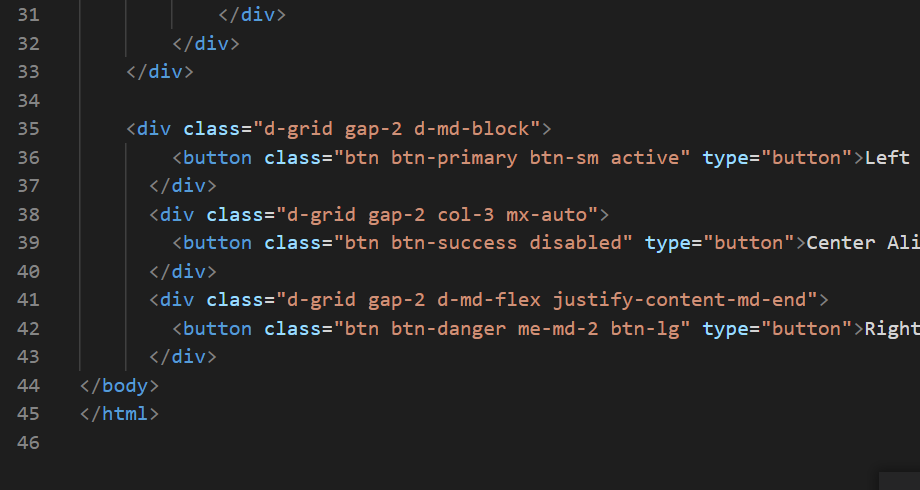 31 </div>
32 </div>
33 </div>
34
35 <div class="d-grid gap-2 d-md-block">
36 <button class="btn btn-primary btn-sm active" type="button">Left
37 </div>
38 <div class="d-grid gap-2 col-3 mx-auto">
39 <button class="btn btn-success disabled" type="button">Center Ali
40 </div>
41 <div class="d-grid gap-2 d-md-flex justify-content-md-end">
42 <button class="btn btn-danger me-md-2 btn-lg" type="button">Right
43 </div>
44 </body>
45 </html>
46